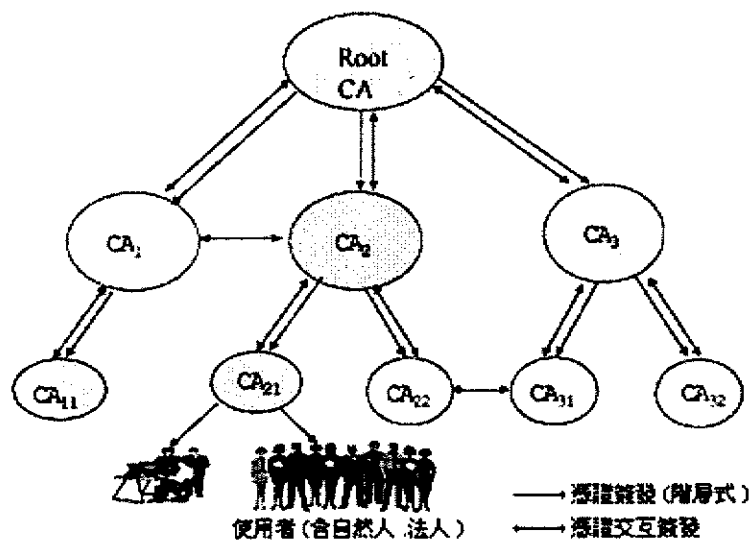 Root
CA
CA₁
CA₂
CA₃
CA₁₁
CA₂₁
CA₂₂
CA₃₁
CA₃₂
使用者(含自然人.法人)
憑證簽發(階層式)
憑證交互簽發